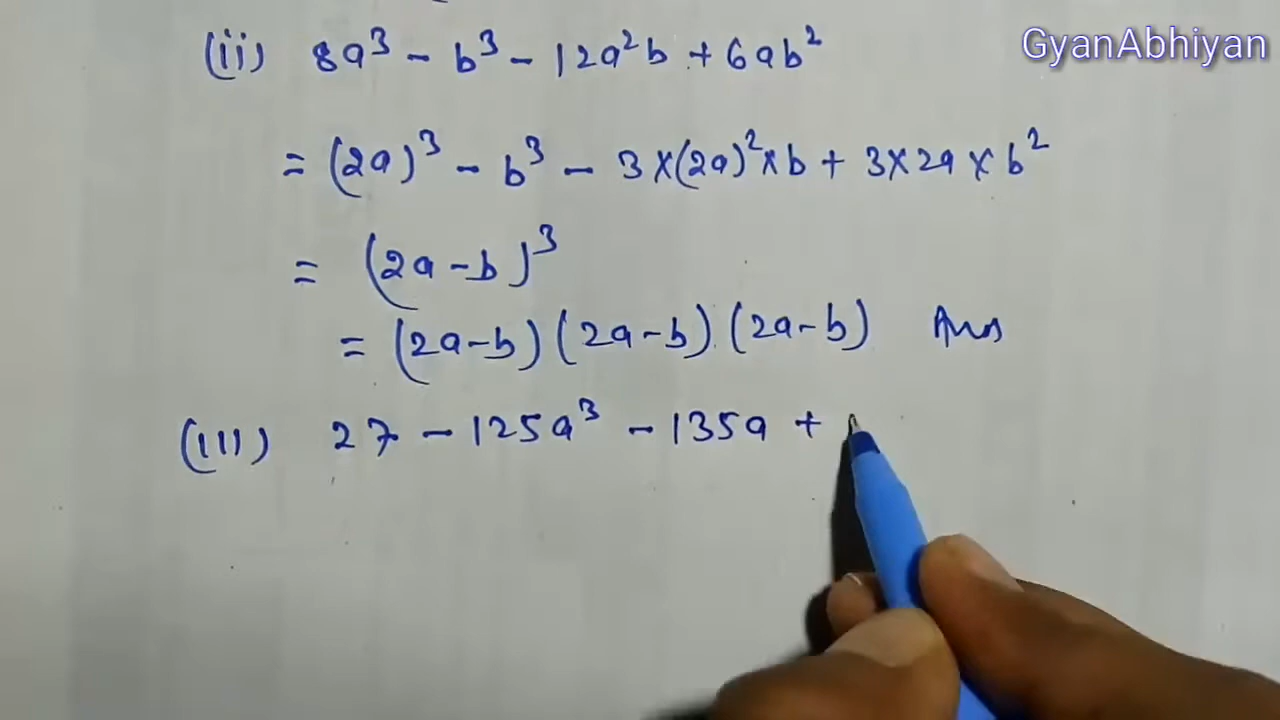 GyanAbhiyan
(ii) 8a³ - b³ - 12a²b + 6ab²
= (2a)³ - b³ - 3×(2a)²×b + 3×2a×b²
= (2a-b)³
= (2a-b)(2a-b)(2a-b) Ans
(iii) 27 - 125a³ - 135a +